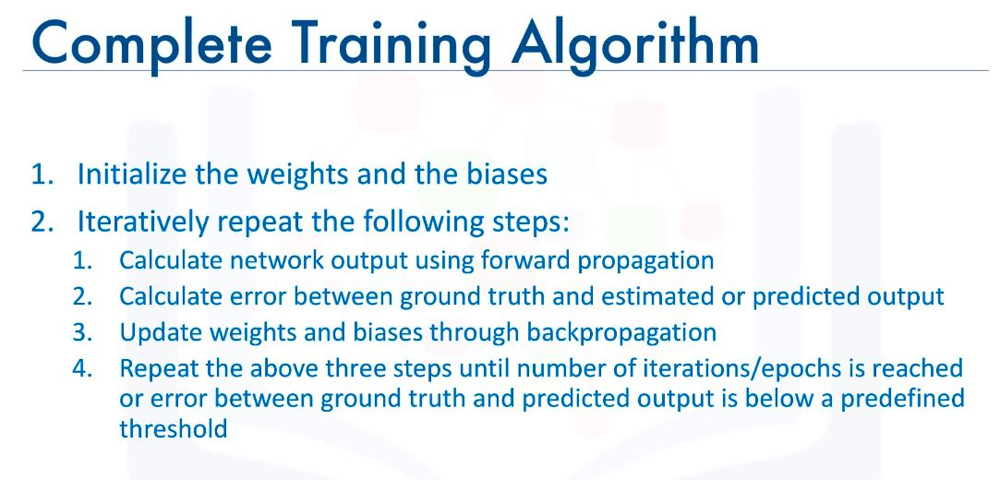 Complete Training Algorithm
1. Initialize the weights and the biases
2. Iteratively repeat the following steps:
1. Calculate network output using forward propagation
2. Calculate error between ground truth and estimated or predicted output
3. Update weights and biases through backpropagation
4. Repeat the above three steps until number of iterations/epochs is reached
or error between ground truth and predicted output is below a predefined
threshold